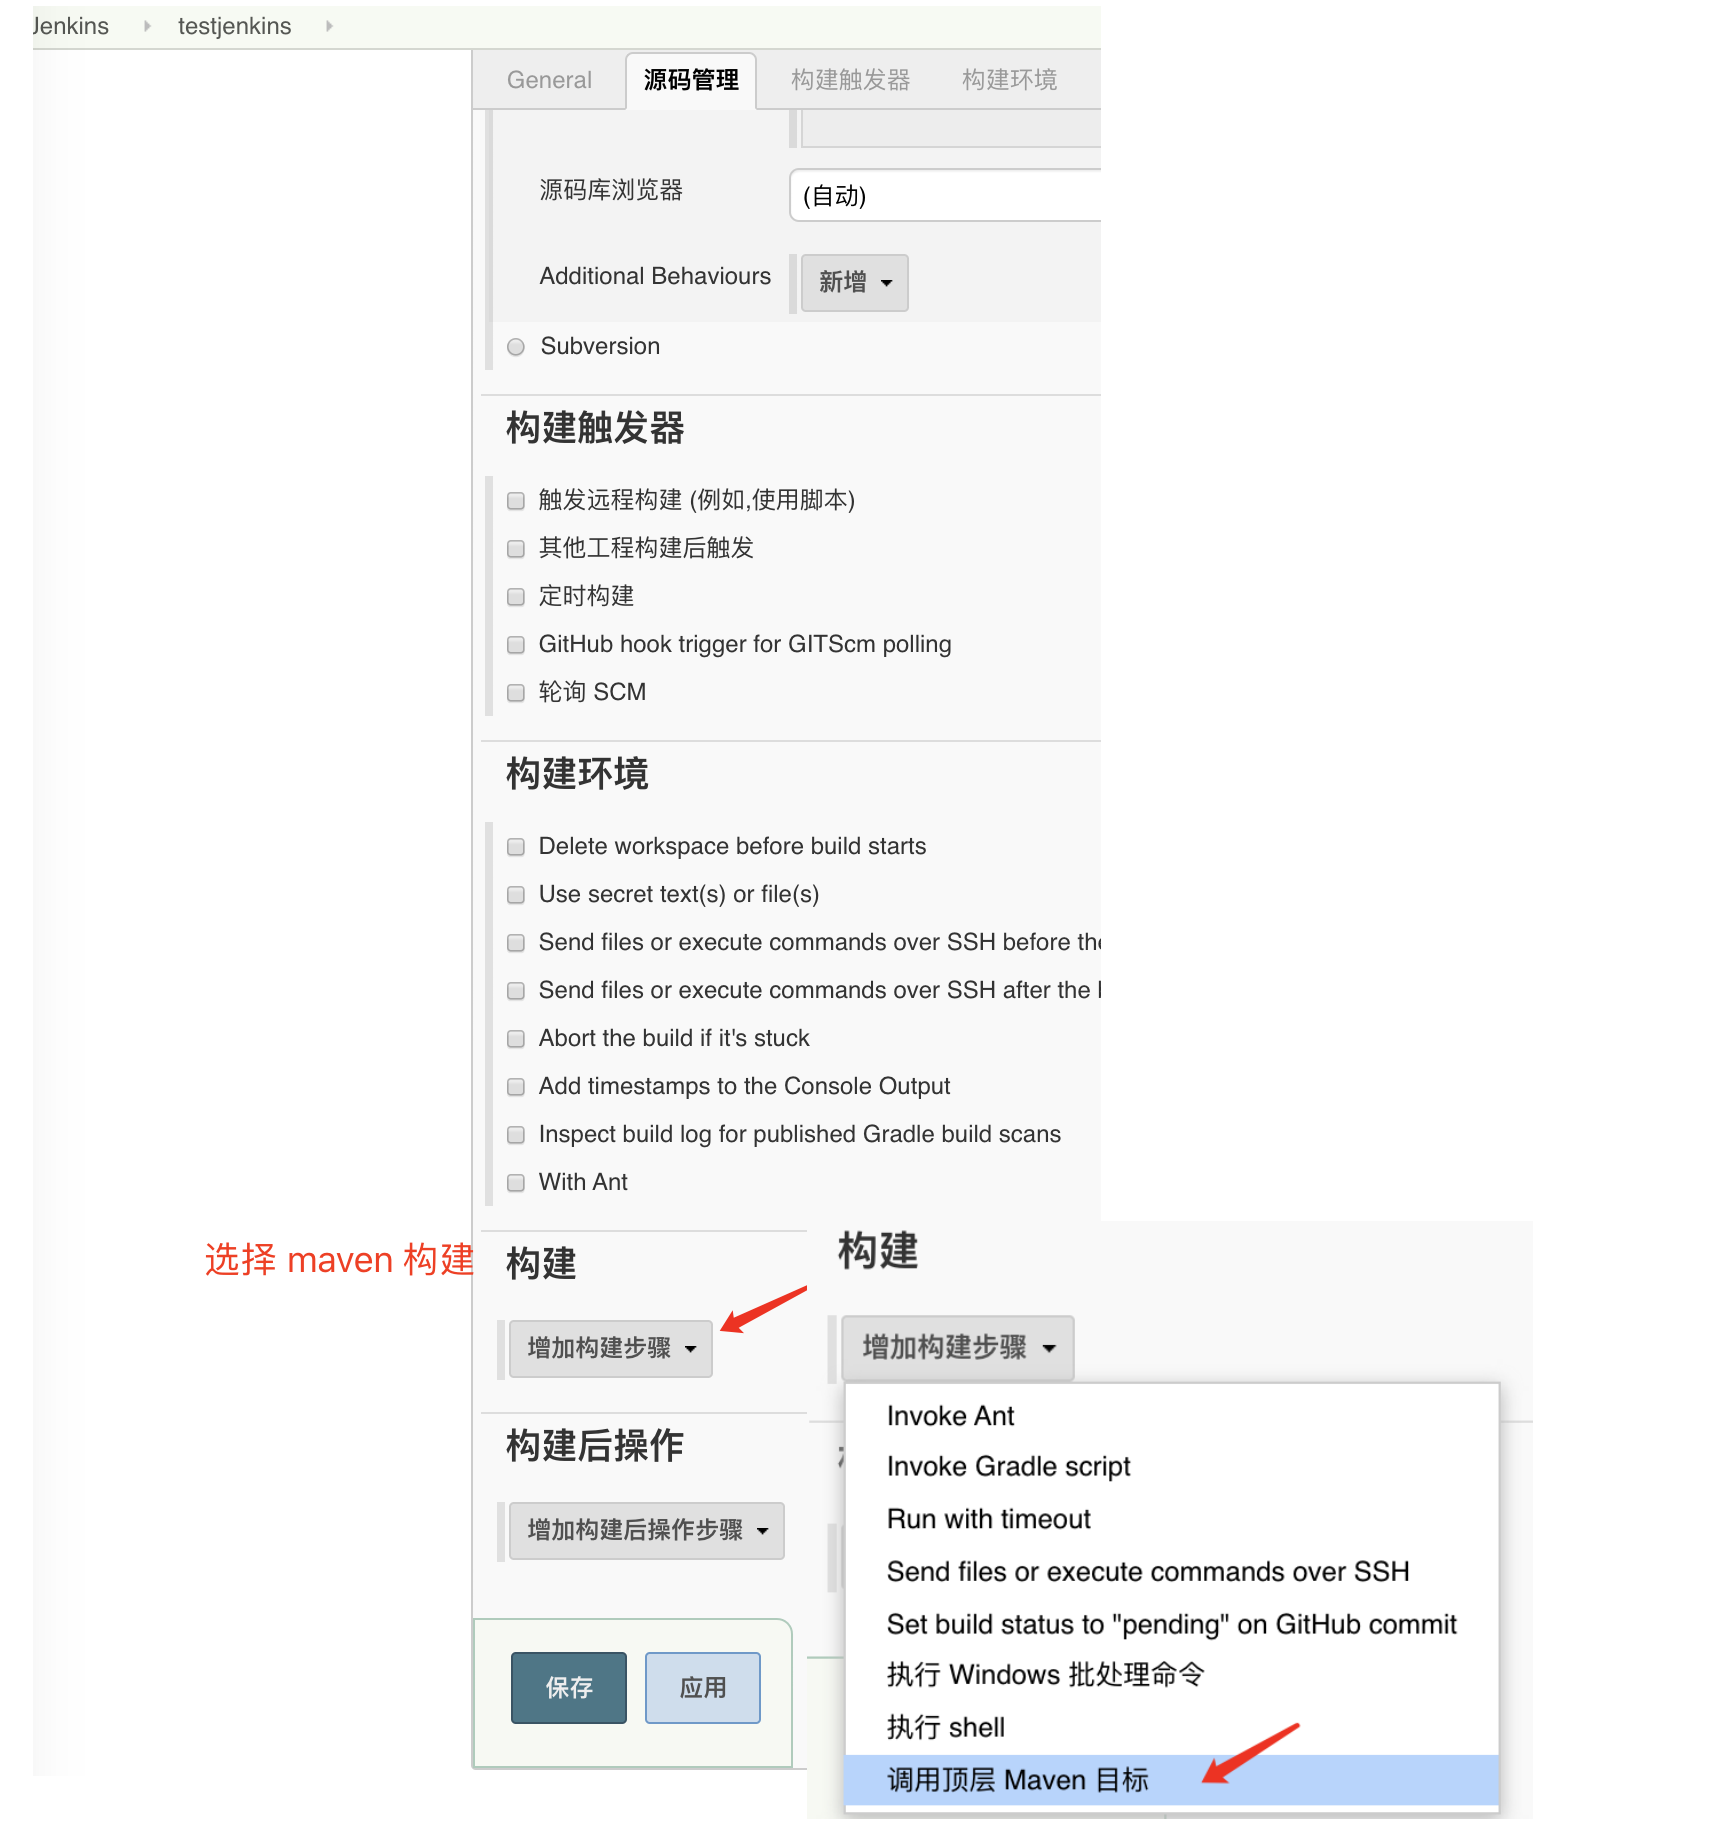 Jenkins testjenkins
General 源码管理 构建触发器 构建环境
源码库浏览器 (自动)
Additional Behaviours 新增
Subversion
构建触发器
触发远程构建 (例如,使用脚本)
其他工程构建后触发
定时构建
GitHub hook trigger for GITScm polling
轮询 SCM
构建环境
Delete workspace before build starts
Use secret text(s) or file(s)
Send files or execute commands over SSH before the
Send files or execute commands over SSH after the
Abort the build if it's stuck
Add timestamps to the Console Output
Inspect build log for published Gradle build scans
With Ant
选择 maven 构建
构建
增加构建步骤
构建后操作
增加构建后操作步骤
保存 应用
构建
增加构建步骤
Invoke Ant
Invoke Gradle script
Run with timeout
Send files or execute commands over SSH
Set build status to "pending" on GitHub commit
执行 Windows 批处理命令
执行 shell
调用顶层 Maven 目标